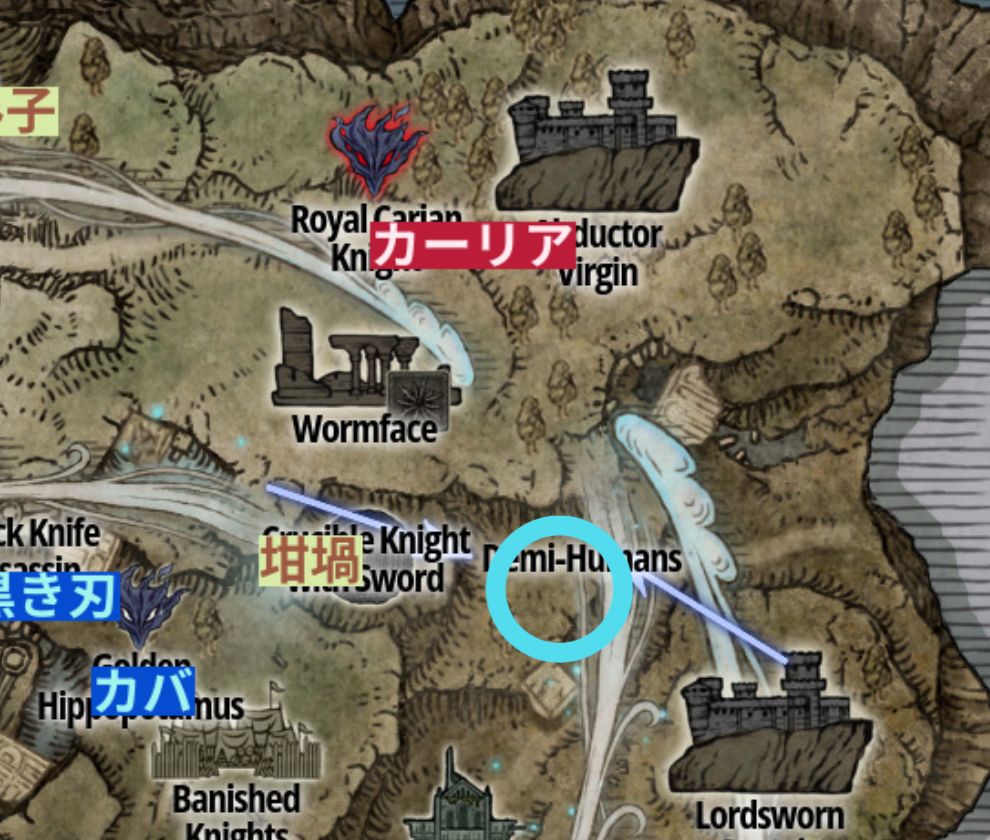 子
Royal Carian
Knight
カーリア
Abductor
Virgin
Wormface
ck Knife
黒き刃
Crucible Knight
with Sword
坩堝
Demi-Humans
Golden
Hippopotamus
カバ
Banished
Knights
Lordsworn